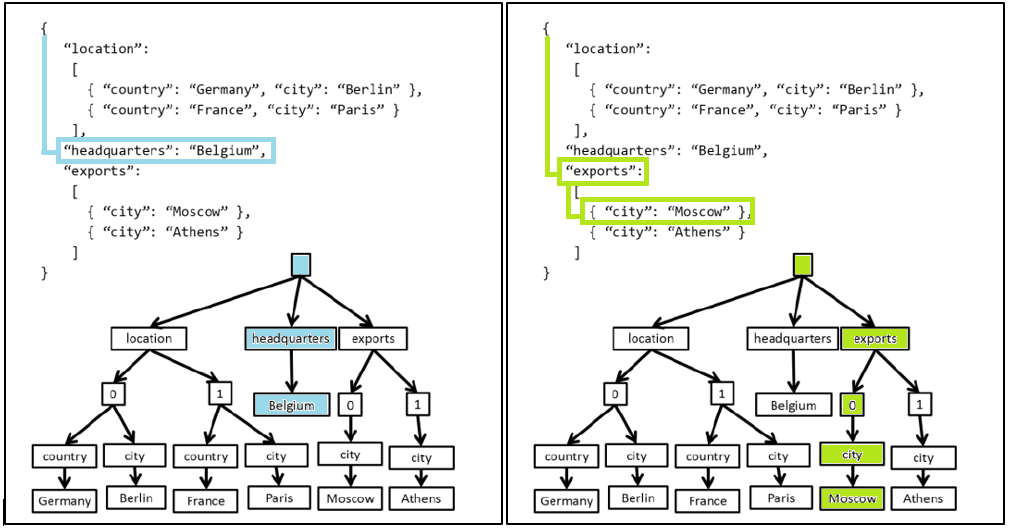 {
“location”:
[
{ “country”: “Germany”, “city”: “Berlin” },
{ “country”: “France”, “city”: “Paris” }
],
“headquarters”: “Belgium”,
“exports”:
[
{ “city”: “Moscow” },
{ “city”: “Athens” }
]
}
location headquarters exports
0 1 Belgium 0 1
country city country city city city
Germany Berlin France Paris Moscow Athens
{
“location”:
[
{ “country”: “Germany”, “city”: “Berlin” },
{ “country”: “France”, “city”: “Paris” }
],
“headquarters”: “Belgium”,
“exports”:
[
{ “city”: “Moscow” },
{ “city”: “Athens” }
]
}
location headquarters exports
0 1 Belgium 0 1
country city country city city city
Germany Berlin France Paris Moscow Athens